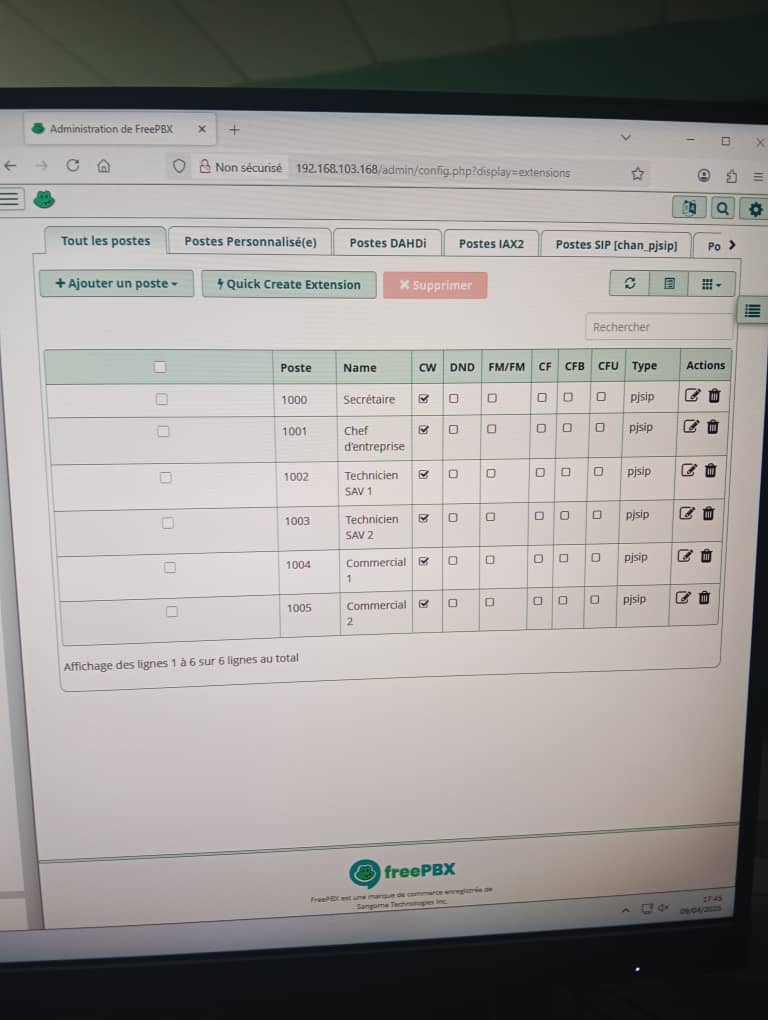 Administration de FreePBX
Non sécurisé 192.168.103.168/admin/config.php?display=extensions
Tout les postes Postes Personnalisé(e) Postes DAHDi Postes IAX2 Postes SIP [chan_pjsip] Po
+ Ajouter un poste Quick Create Extension Supprimer
Rechercher
Poste Name CW DND FM/FM CF CFB CFU Type Actions
1000 Secrétaire pjsip
1001 Chef d'entreprise pjsip
1002 Technicien SAV 1 pjsip
1003 Technicien SAV 2 pjsip
1004 Commercial 1 pjsip
1005 Commercial 2 pjsip
Affichage des lignes 1 à 6 sur 6 lignes au total
freePBX
FreePBX est une marque de commerce enregistrée de
Sangoma Technologies Inc.
17:45
09/04/2025